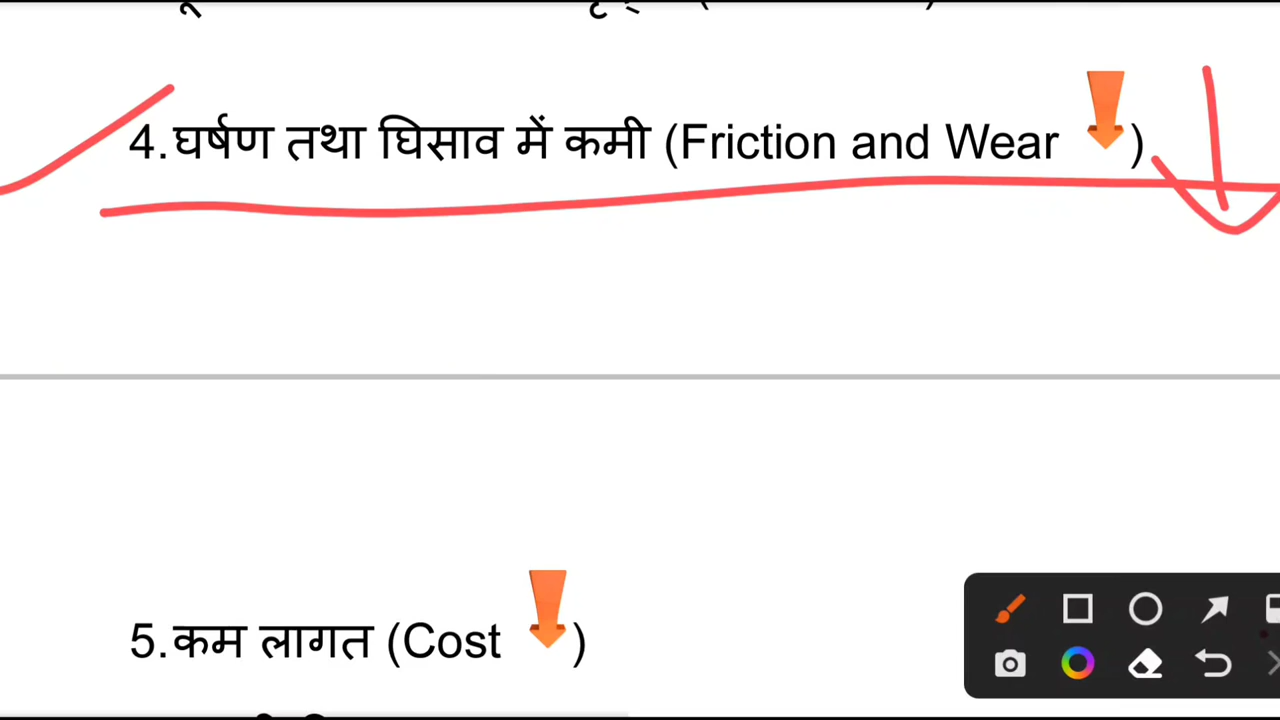 4.घर्षण तथा घिसाव में कमी (Friction and Wear )
5.कम लागत (Cost )